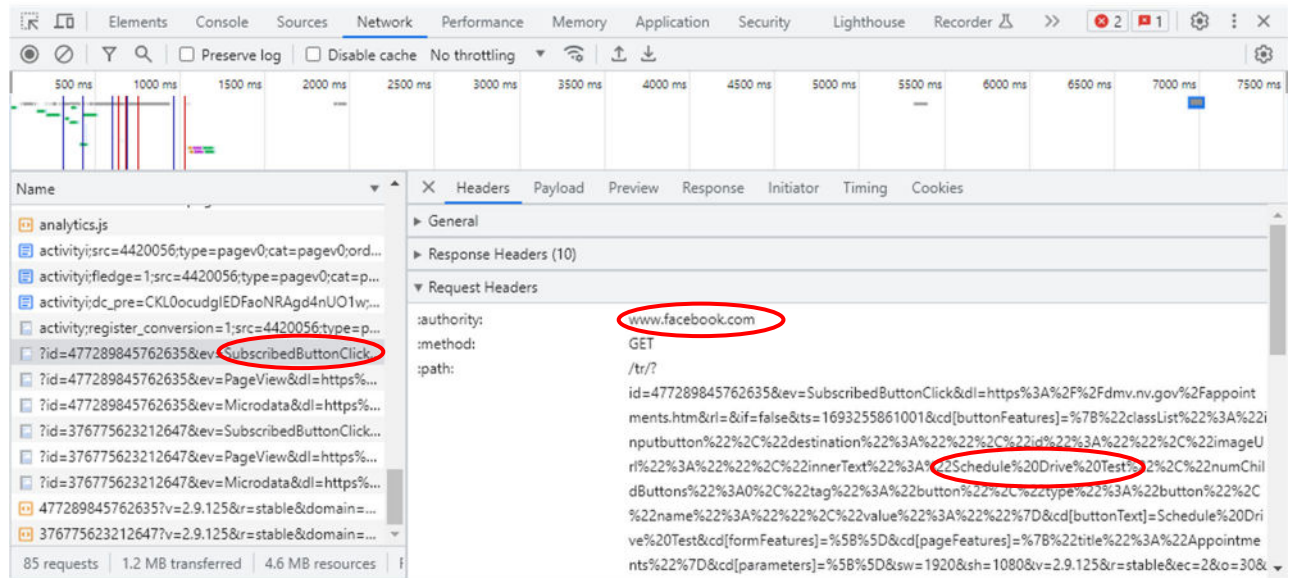 Elements Console Sources Network Performance Memory Application Security Lighthouse Recorder >> 2 1
Preserve log Disable cache No throttling
500 ms 1000 ms 1500 ms 2000 ms 2500 ms 3000 ms 3500 ms 4000 ms 4500 ms 5000 ms 5500 ms 6000 ms 6500 ms 7000 ms 7500 ms
Name
analytics.js
activityi;src=4420056;type=pagev0;cat=pagev0;ord...
activityi;fledge=1;src=4420056;type=pagev0;cat=p...
activityi;dc_pre=CKL0ocudgIEDFaoNRAgd4nUO1w;...
activity;register_conversion=1;src=4420056;type=p...
?id=477289845762635&ev=SubscribedButtonClick...
?id=477289845762635&ev=PageView&dl=https%...
?id=477289845762635&ev=Microdata&dl=https%...
?id=376775623212647&ev=SubscribedButtonClick...
?id=376775623212647&ev=PageView&dl=https%...
?id=376775623212647&ev=Microdata&dl=https%...
477289845762635?v=2.9.125&r=stable&domain=...
376775623212647?v=2.9.125&r=stable&domain=...
85 requests 1.2 MB transferred 4.6 MB resources
Headers Payload Preview Response Initiator Timing Cookies
General
Response Headers (10)
Request Headers
:authority: www.facebook.com
:method: GET
:path: /tr/?
id=477289845762635&ev=SubscribedButtonClick&dl=https%3A%2F%2Fdmv.nv.gov%2Fappoint
ments.htm&rl=&if=false&ts=1693255861001&cd[buttonFeatures]=%7B%22classList%22%3A%22i
nputbutton%22%2C%22destination%22%3A%22%22%2C%22id%22%3A%22%22%2C%22imageU
rl%22%3A%22%22%2C%22innerText%22%3A%22Schedule%20Drive%20Test%22%2C%22numChil
dButtons%22%3A0%2C%22tag%22%3A%22button%22%2C%22type%22%3A%22button%22%2C
%22name%22%3A%22%22%2C%22value%22%3A%22%22%7D&cd[buttonText]=Schedule%20Dri
ve%20Test&cd[formFeatures]=%5B%5D&cd[pageFeatures]=%7B%22title%22%3A%22Appointme
nts%22%7D&cd[parameters]=%5B%5D&sw=1920&sh=1080&v=2.9.125&r=stable&ec=2&o=30&